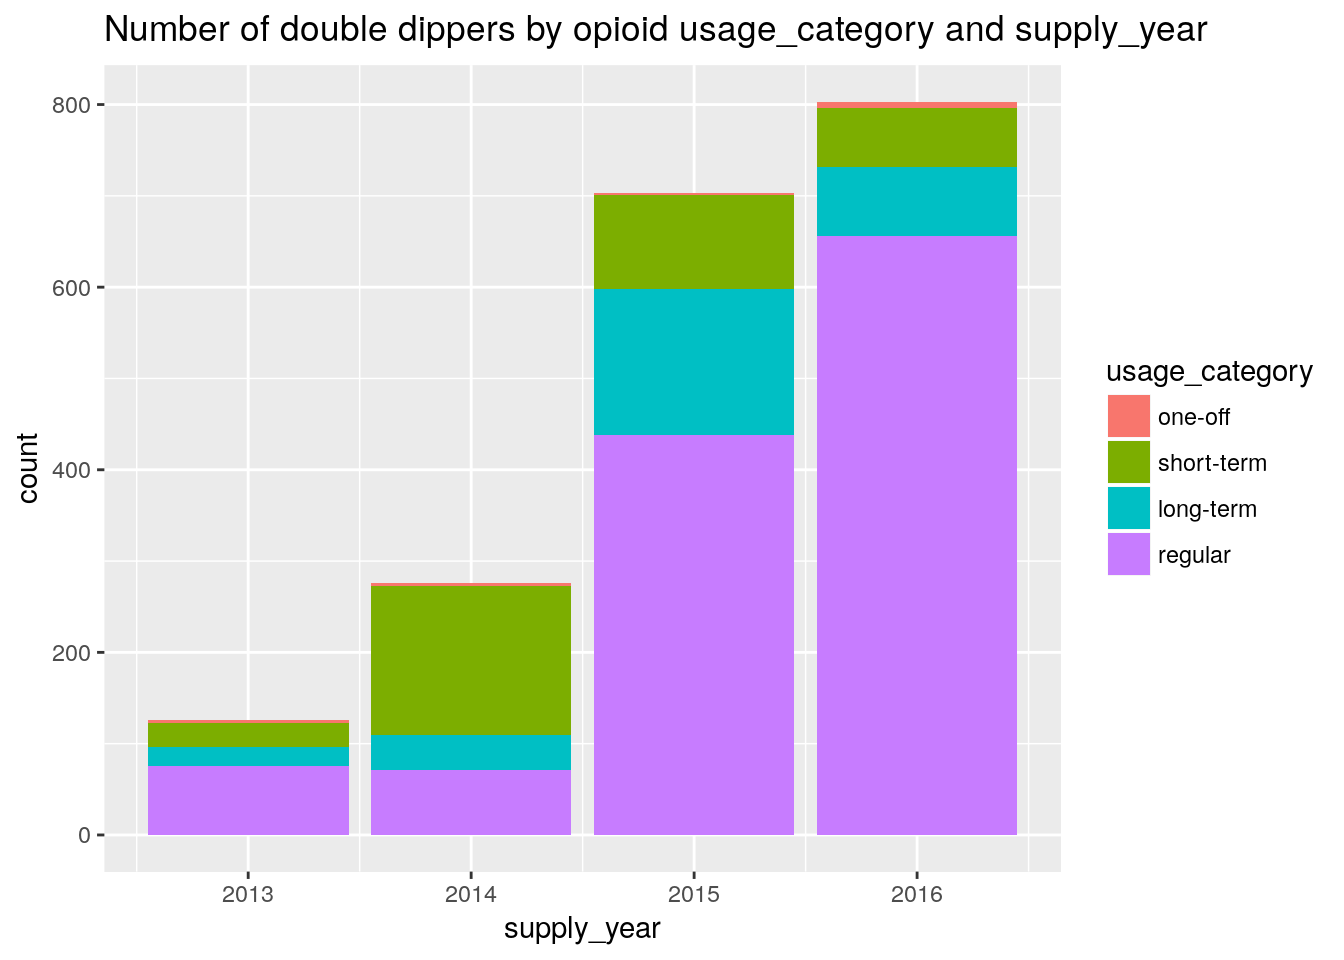 Number of double dippers by opioid usage_category and supply_year
800
600
400
200
0
count
2013 2014 2015 2016
supply_year
usage_category
one-off
short-term
long-term
regular